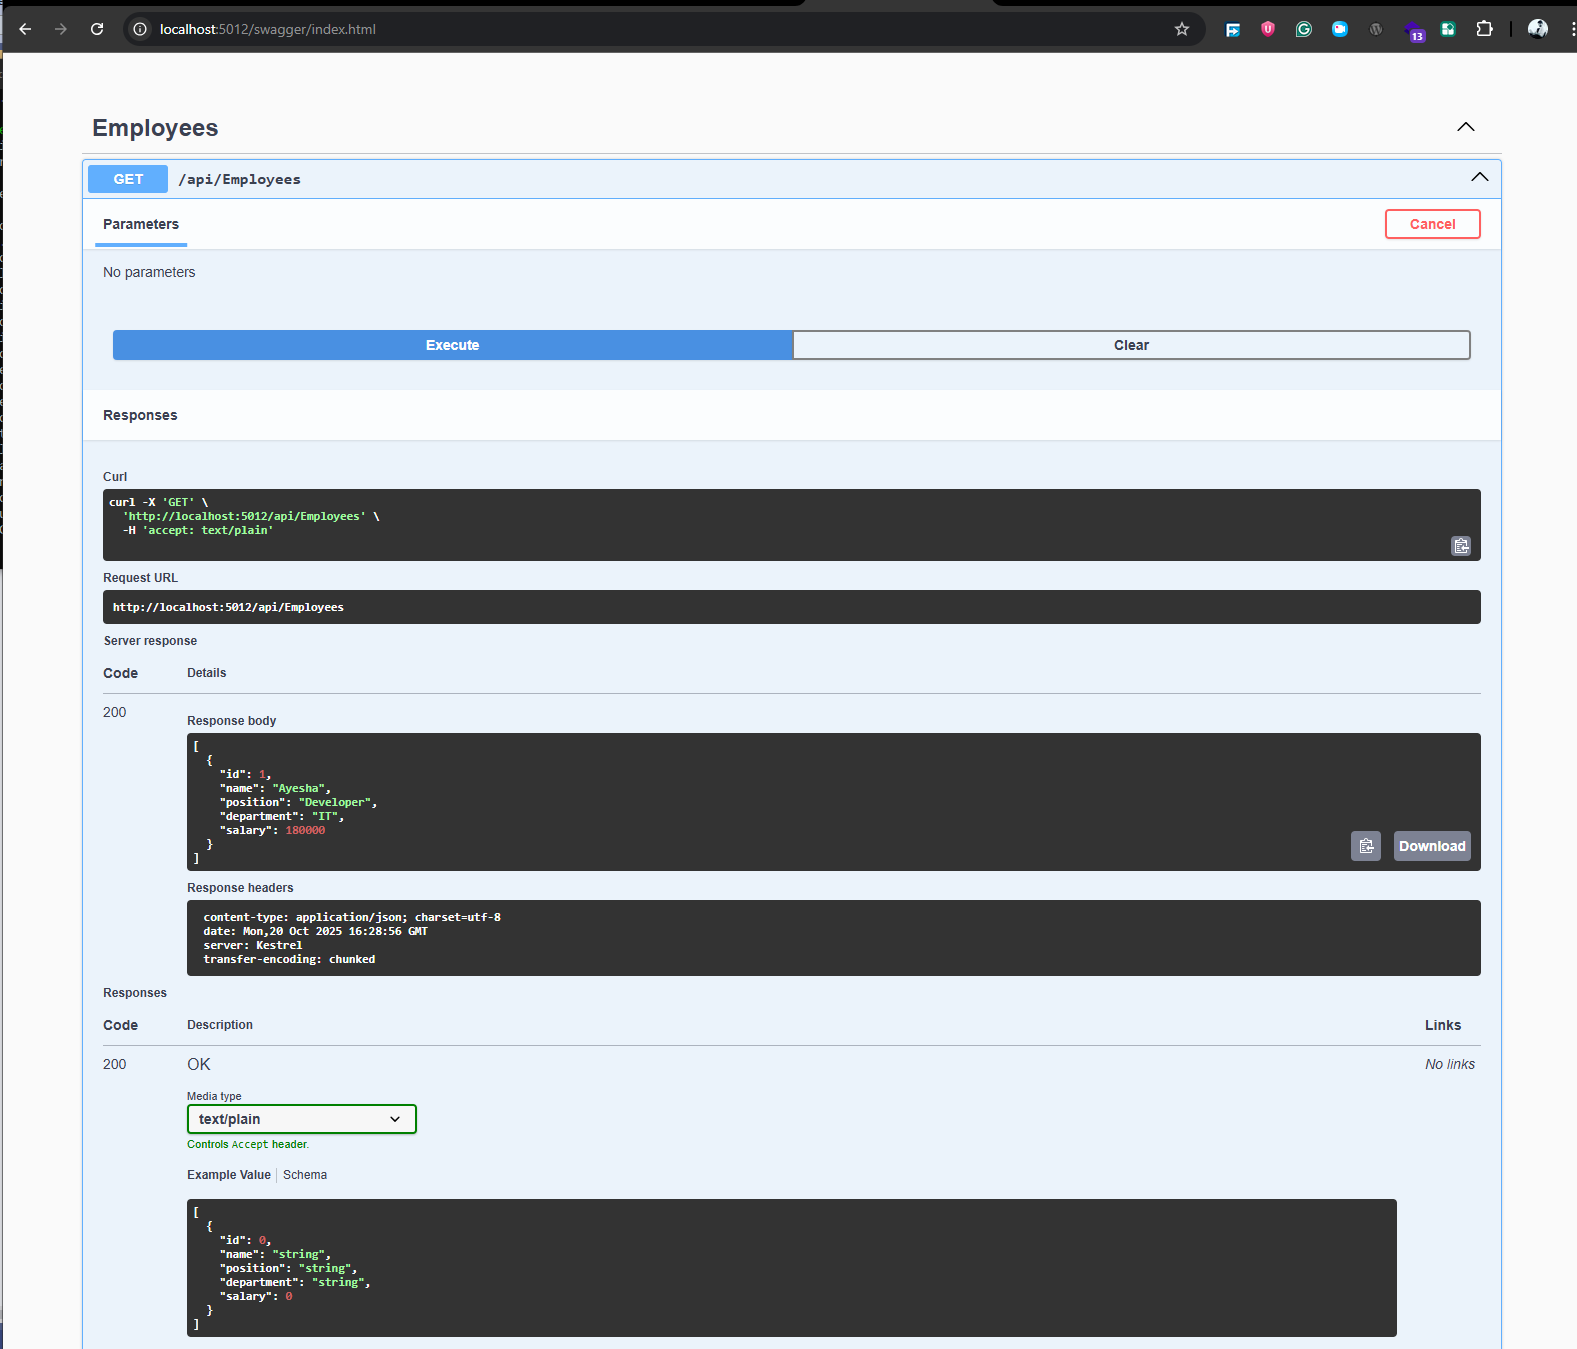 localhost:5012/swagger/index.html
13
Employees
GET /api/Employees
Parameters
Cancel
No parameters
Execute
Clear
Responses
Curl
curl -X 'GET' \
  'http://localhost:5012/api/Employees' \
  -H 'accept: text/plain'
Request URL
http://localhost:5012/api/Employees
Server response
Code Details
200
Response body
[
  {
    "id": 1,
    "name": "Ayesha",
    "position": "Developer",
    "department": "IT",
    "salary": 180000
  }
]
Download
Response headers
content-type: application/json; charset=utf-8
date: Mon,20 Oct 2025 16:28:56 GMT
server: Kestrel
transfer-encoding: chunked
Responses
Code Description Links
200 OK No links
Media type
text/plain
Controls Accept header.
Example Value Schema
[
  {
    "id": 0,
    "name": "string",
    "position": "string",
    "department": "string",
    "salary": 0
  }
]